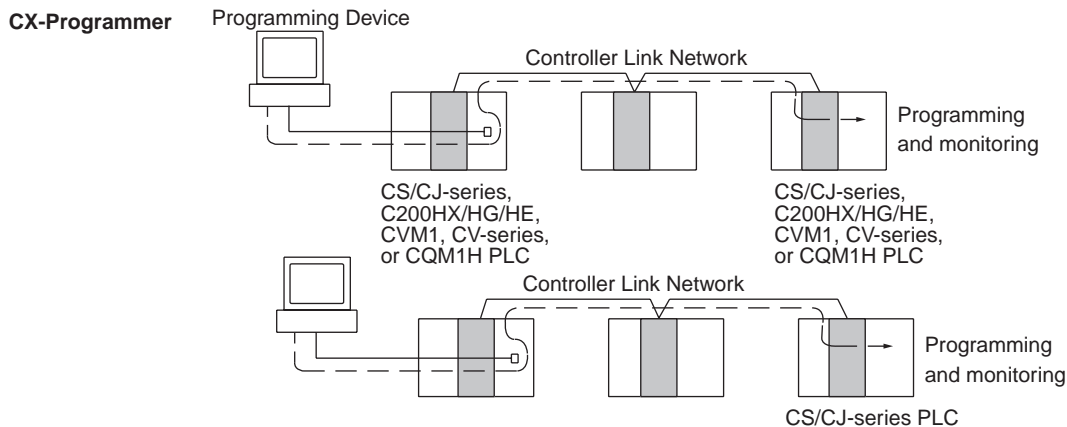 CX-Programmer
Programming Device
Controller Link Network
Programming
and monitoring
CS/CJ-series,
C200HX/HG/HE,
CVM1, CV-series,
or CQM1H PLC
CS/CJ-series,
C200HX/HG/HE,
CVM1, CV-series,
or CQM1H PLC
Controller Link Network
Programming
and monitoring
CS/CJ-series PLC